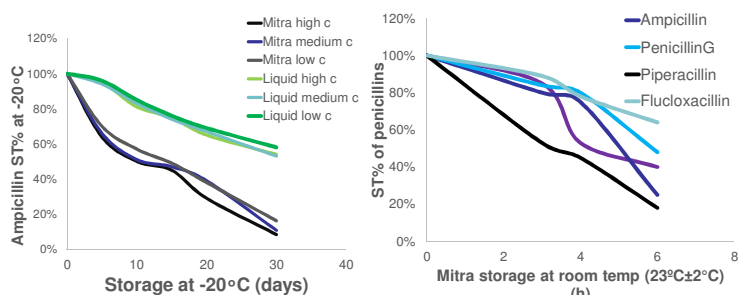 Mitra high c
Mitra medium c
Mitra low c
Liquid high c
Liquid medium c
Liquid low c
120%
100%
80%
60%
40%
20%
0%
0 10 20 30 40
Ampicillin ST% at -20°C
Storage at -20°C (days)
Ampicillin
PenicillinG
Piperacillin
Flucloxacillin
120%
100%
80%
60%
40%
20%
0%
0 2 4 6 8
ST% of penicillins
Mitra storage at room temp (23ºC±2°C)
(h)